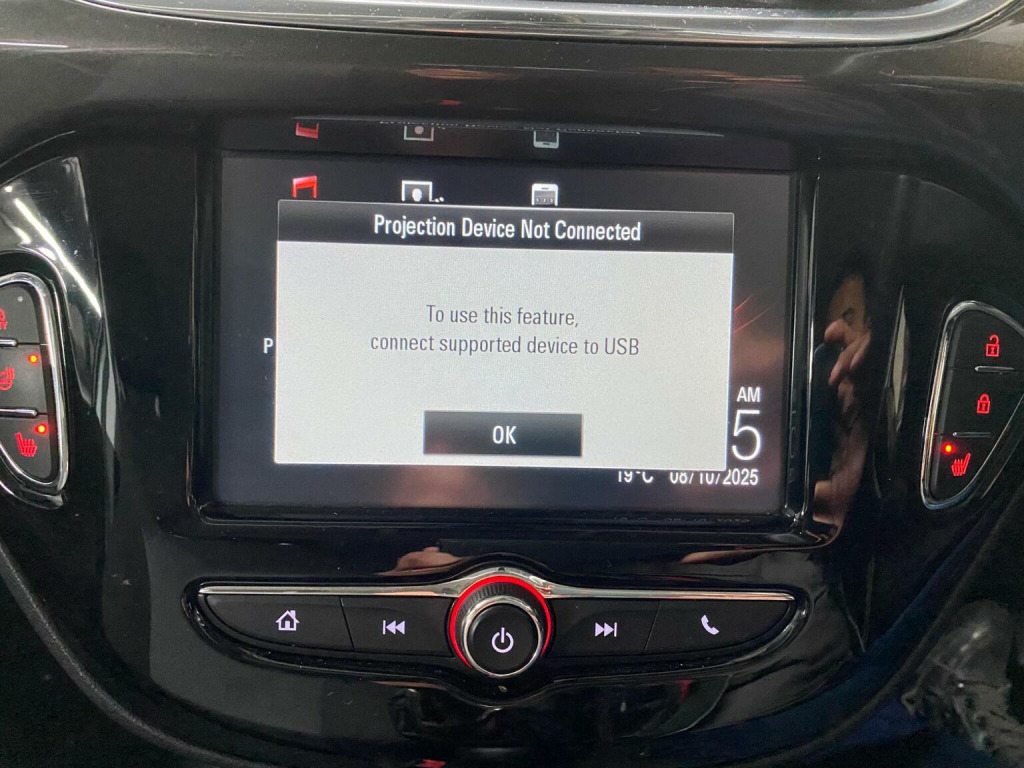 Projection Device Not Connected
To use this feature,
connect supported device to USB
P
OK
AM
5
19°C 08/10/2025